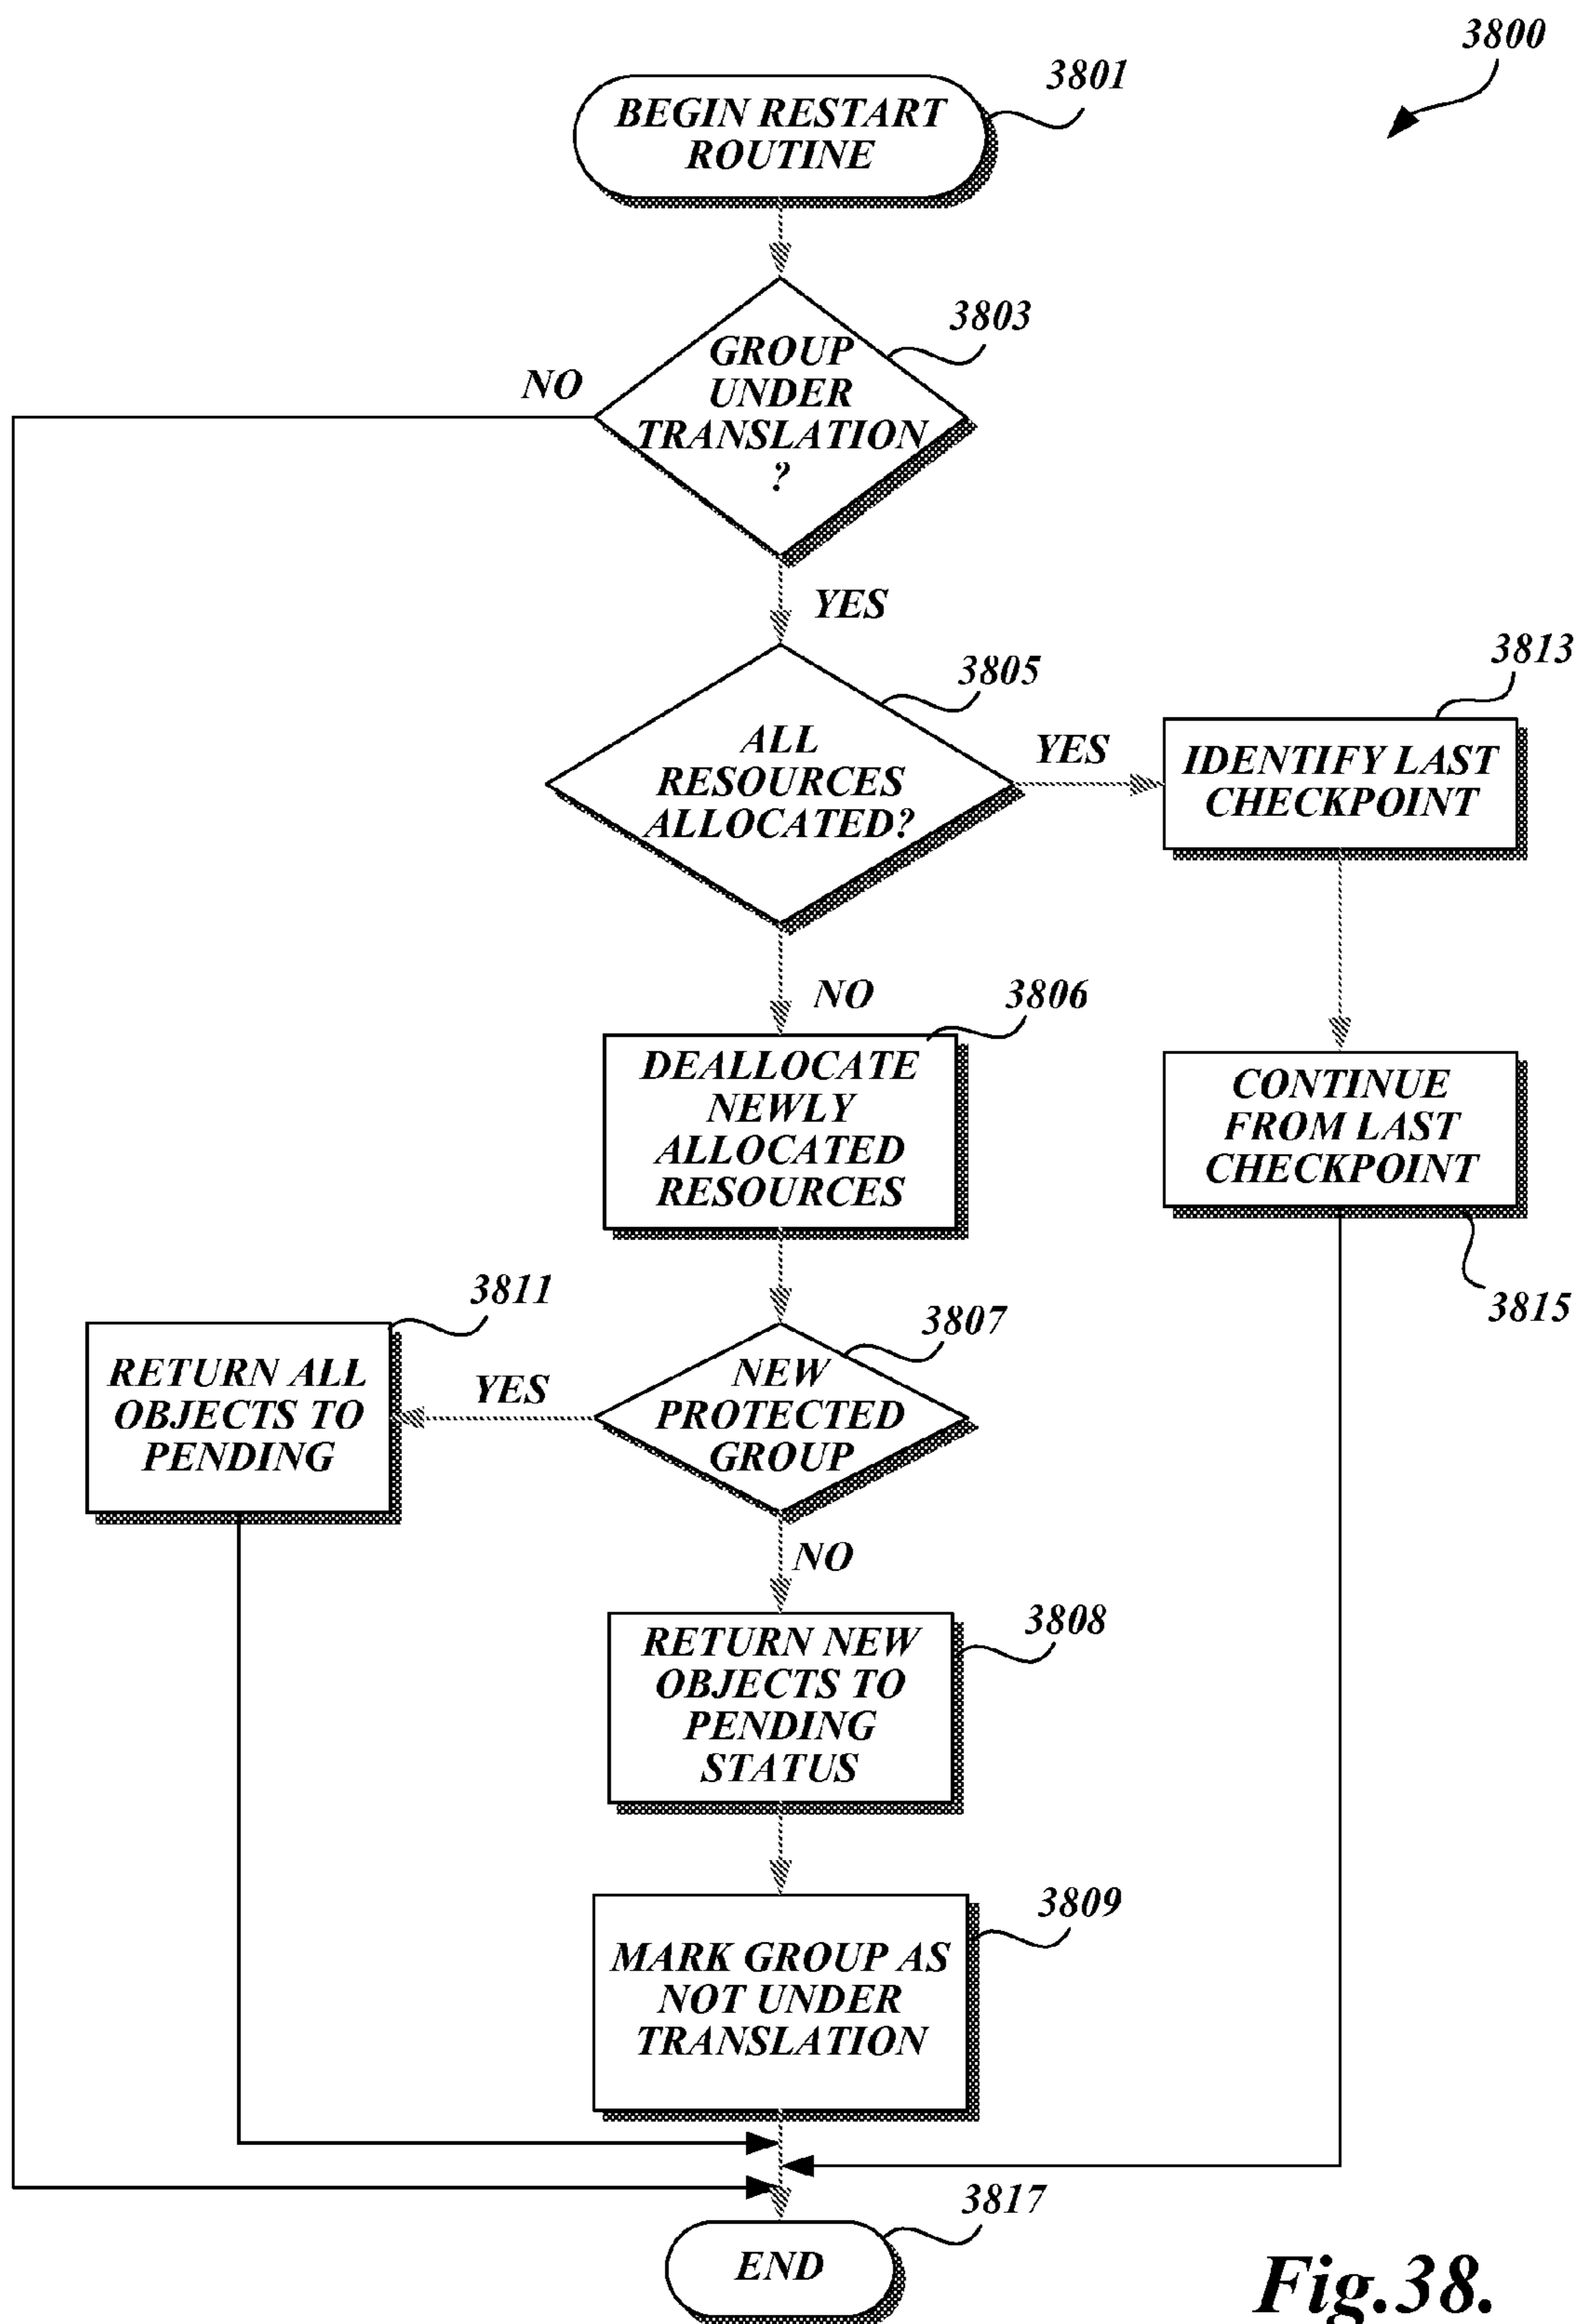 3800
3801
BEGIN RESTART
ROUTINE
3803
GROUP
UNDER
TRANSLATION
?
NO
YES
3805
ALL
RESOURCES
ALLOCATED?
YES
3813
IDENTIFY LAST
CHECKPOINT
NO
3806
DEALLOCATE
NEWLY
ALLOCATED
RESOURCES
CONTINUE
FROM LAST
CHECKPOINT
3815
3811
RETURN ALL
OBJECTS TO
PENDING
YES
3807
NEW
PROTECTED
GROUP
NO
3808
RETURN NEW
OBJECTS TO
PENDING
STATUS
3809
MARK GROUP AS
NOT UNDER
TRANSLATION
3817
END
Fig.38.